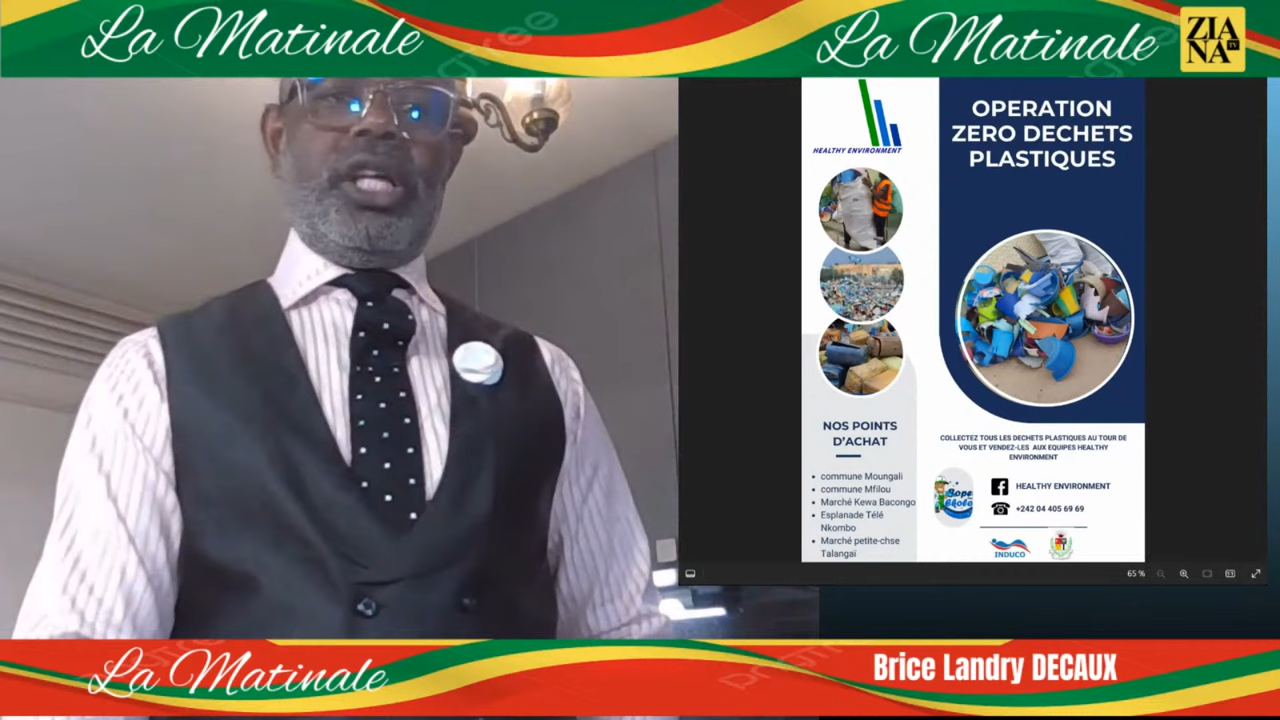 La Matinale
La Matinale
ZIA
NA TV
HEALTHY ENVIRONMENT
OPERATION
ZERO DECHETS
PLASTIQUES
NOS POINTS
D'ACHAT
commune Moungali
commune Mfilou
Marché Kewa Bacongo
Esplanade Télé
Nkombo
Marché petite-chse
Talangaï
COLLECTEZ TOUS LES DECHETS PLASTIQUES AU TOUR DE
VOUS ET VENDEZ-LES AUX EQUIPES HEALTHY
ENVIRONMENT
HEALTHY ENVIRONMENT
+242 04 405 69 69
INDUCO
65 %
La Matinale
Brice Landry DECAUX